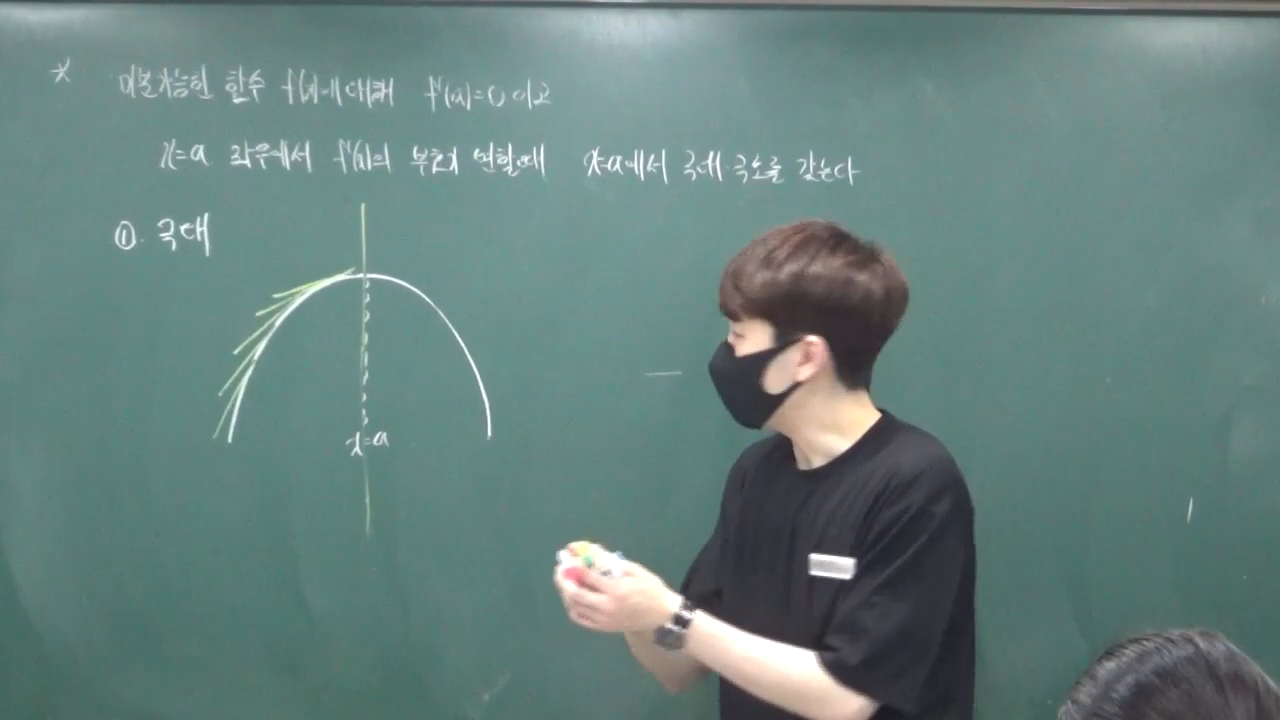 * 미분가능한 함수 f(x)에 대해 f'(a)=0 이고
x=a 좌우에서 f'(x)의 부호가 변할때 x=a에서 극대·극소를 갖는다
①. 극대
x=a